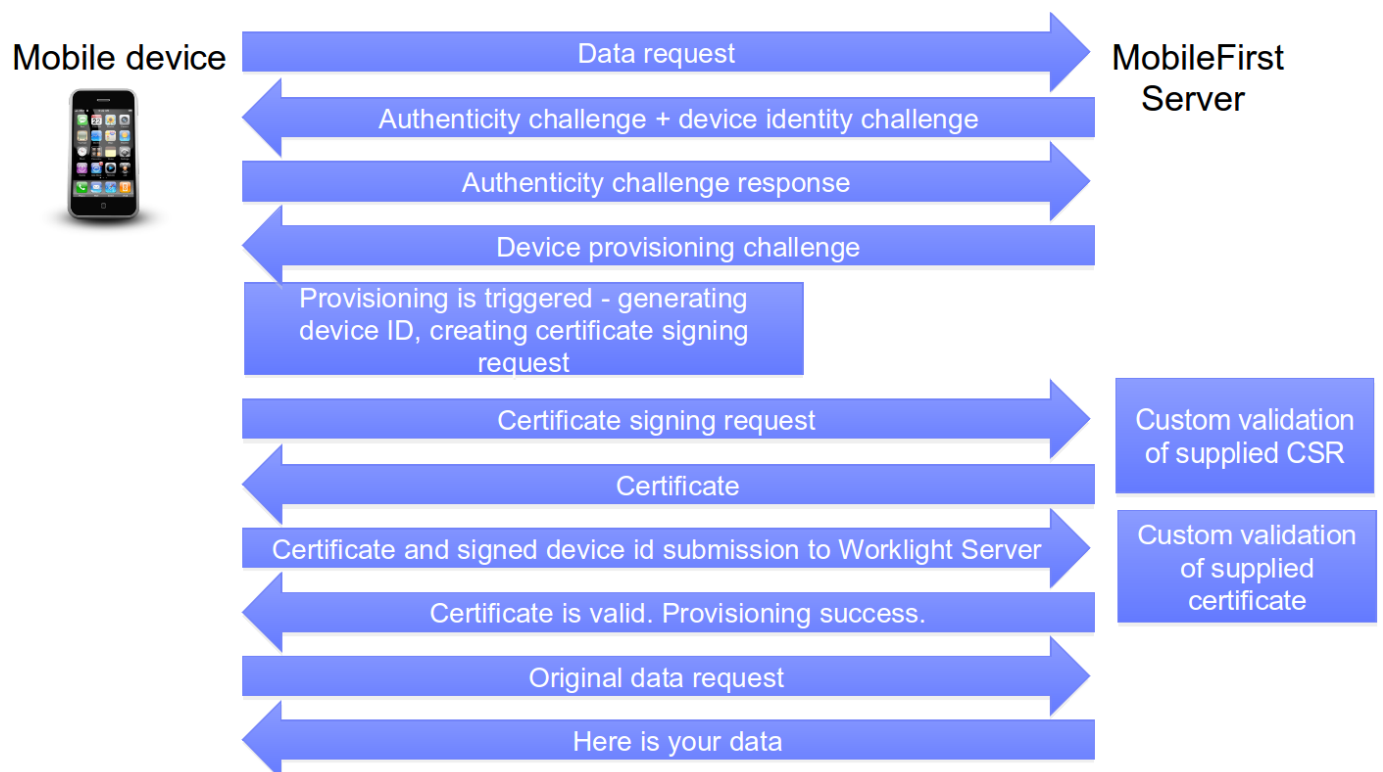 Data request
Mobile device
MobileFirst
Server
Authenticity challenge + device identity challenge
Authenticity challenge response
Device provisioning challenge
Provisioning is triggered - generating
device ID, creating certificate signing
request
Certificate signing request
Custom validation
of supplied CSR
Certificate
Certificate and signed device id submission to Worklight Server
Custom validation
of supplied
certificate
Certificate is valid. Provisioning success.
Original data request
Here is your data